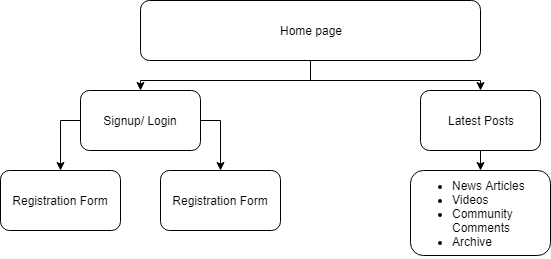 Home page
Signup/ Login
Latest Posts
Registration Form
Registration Form
• News Articles
• Videos
• Community
Comments
• Archive